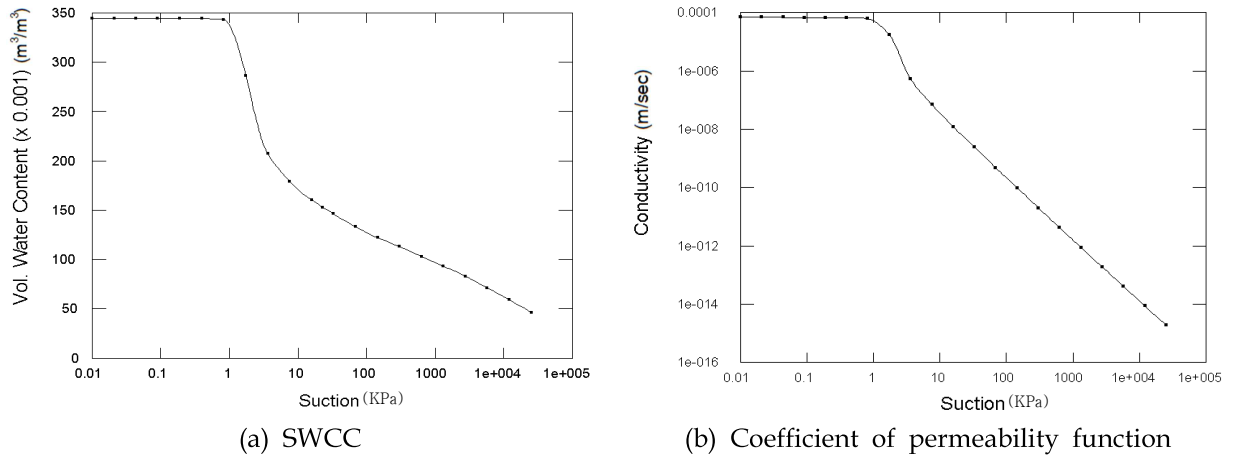 Vol. Water Content (x 0.001) (m³/m³)
350
300
250
200
150
100
50
0
0.01 0.1 1 10 100 1000 1e+004 1e+005
Suction (KPa)
(a) SWCC
Conductivity (m/sec)
0.0001
1e-006
1e-008
1e-010
1e-012
1e-014
1e-016
0.01 0.1 1 10 100 1000 1e+004 1e+005
Suction (KPa)
(b) Coefficient of permeability function